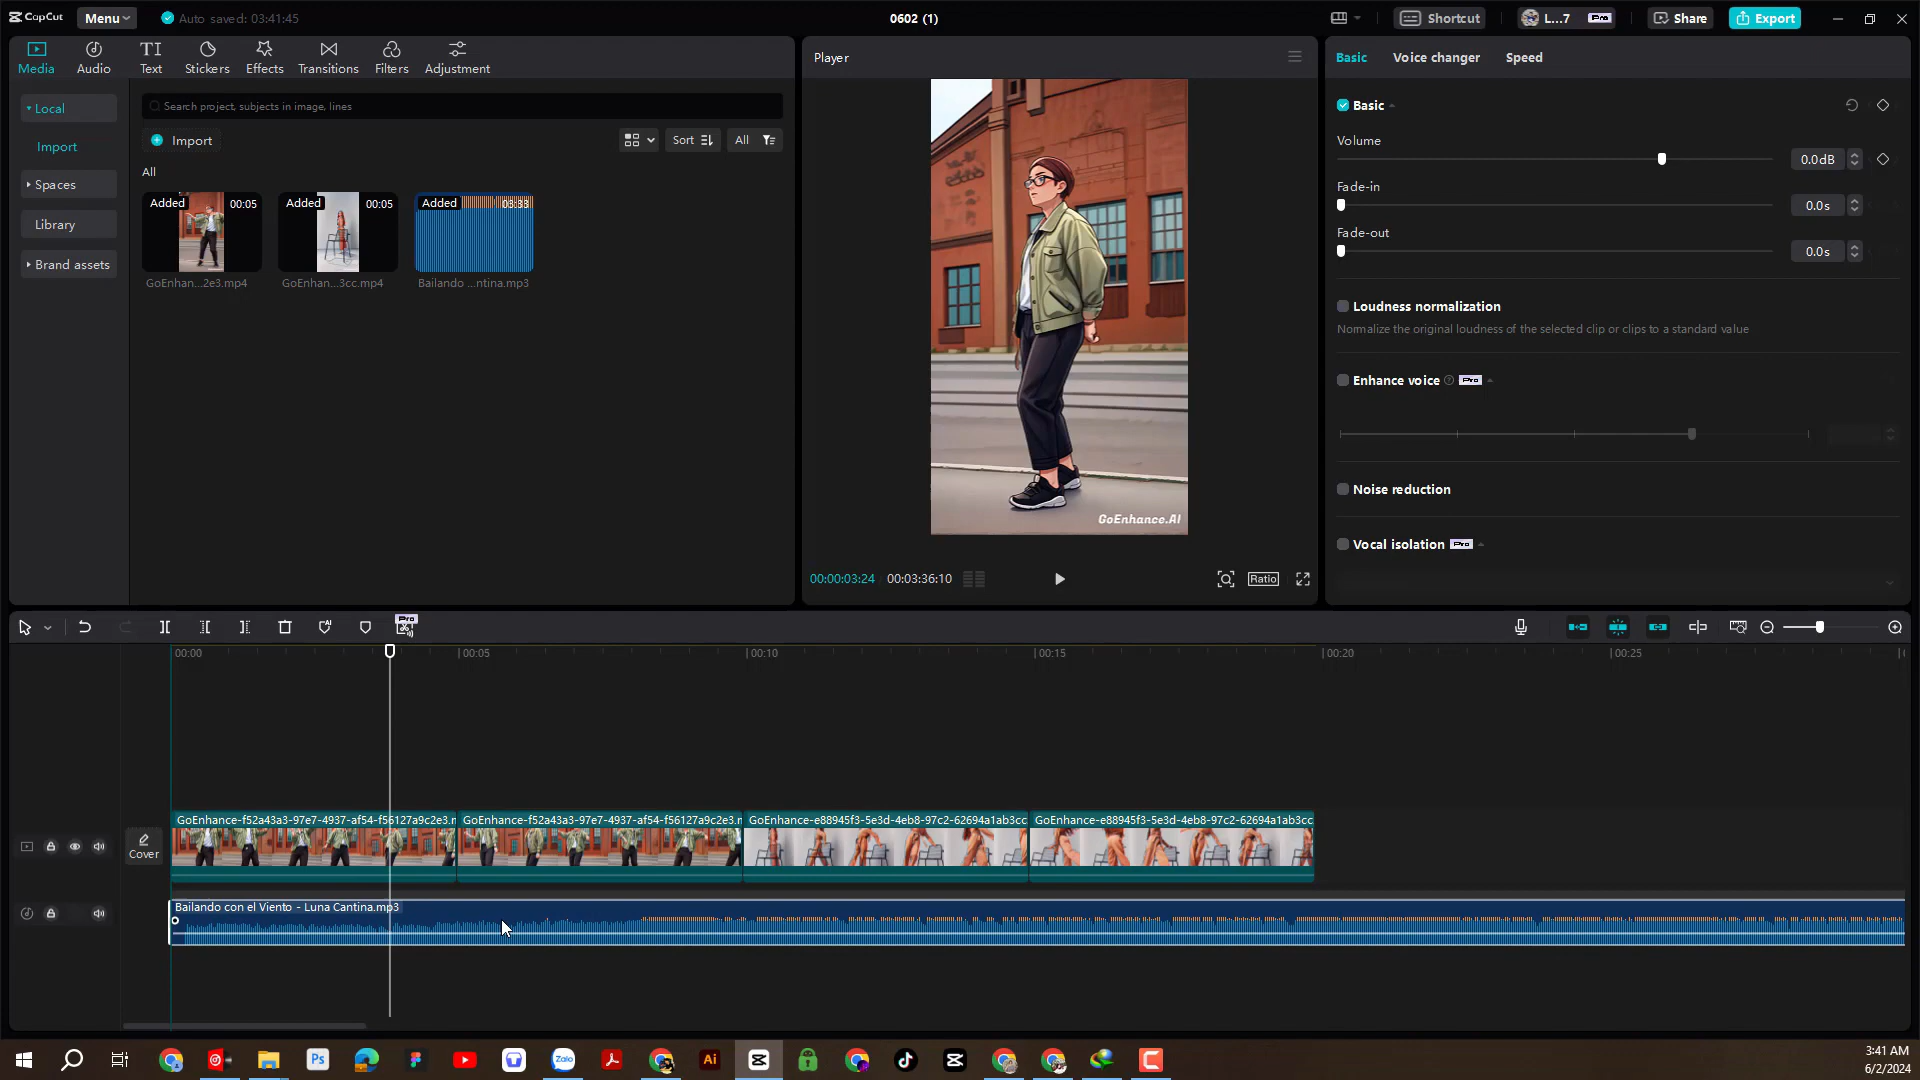 CapCut
Menu
Auto saved: 03:41:45
0602 (1)
Shortcut
L...7
Pro
Share
Export
Media
Audio
TI
Text
Stickers
Effects
Transitions
Filters
Adjustment
Player
Basic
Voice changer
Speed
Local
Import
Spaces
Library
Brand assets
Search project, subjects in image, lines
Import
Sort
All
All
Added
00:05
Added
00:05
Added
03:33
GoEnhan...2e3.mp4
GoEnhan...3cc.mp4
Bailando ...ntina.mp3
GoEnhance.AI
00:00:03:24
00:03:36:10
Ratio
Basic
Volume
0.0dB
Fade-in
0.0s
Fade-out
0.0s
Loudness normalization
Normalize the original loudness of the selected clip or clips to a standard value
Enhance voice
Pro
Noise reduction
Vocal isolation
Pro
Pro
00:00
00:05
00:10
00:15
00:20
00:25
Cover
GoEnhance-f52a43a3-97e7-4937-af54-f56127a9c2e3.m
GoEnhance-f52a43a3-97e7-4937-af54-f56127a9c2e3.m
GoEnhance-e88945f3-5e3d-4eb8-97c2-62694a1ab3cc
GoEnhance-e88945f3-5e3d-4eb8-97c2-62694a1ab3cc
Bailando con el Viento - Luna Cantina.mp3
Ps
Zalo
Ai
3:41 AM
6/2/2024